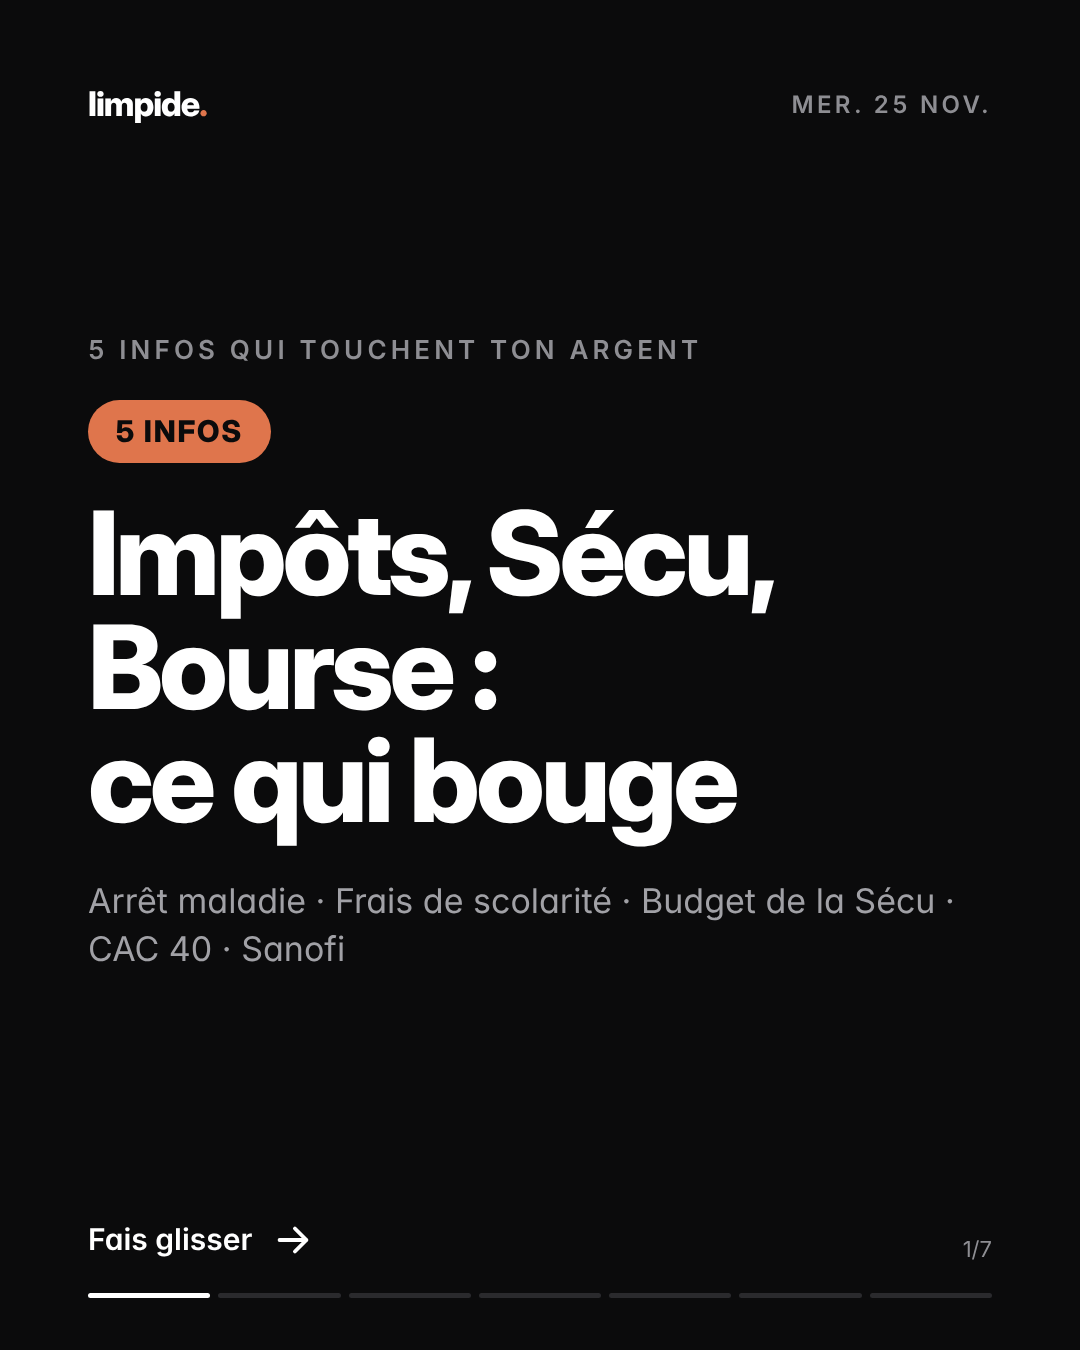 limpide.
MER. 25 NOV.
5 INFOS QUI TOUCHENT TON ARGENT
5 INFOS
Impôts, Sécu,
Bourse :
ce qui bouge
Arrêt maladie · Frais de scolarité · Budget de la Sécu ·
CAC 40 · Sanofi
Fais glisser →
1/7